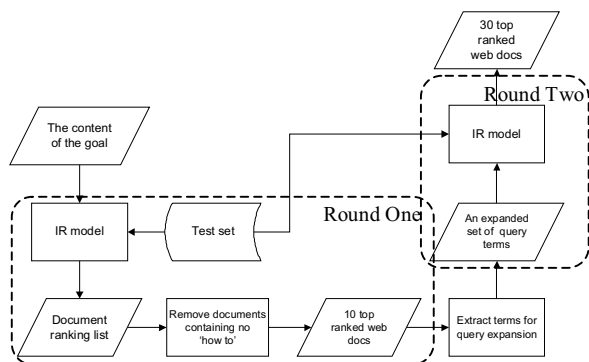 30 top
ranked
web docs
Round Two
The content
of the goal
IR model
Round One
IR model
Test set
An
expanded
set of query
terms
Document
ranking list
Remove documents
containing no
'how to'
10 top
ranked web
docs
Extract terms for
query expansion